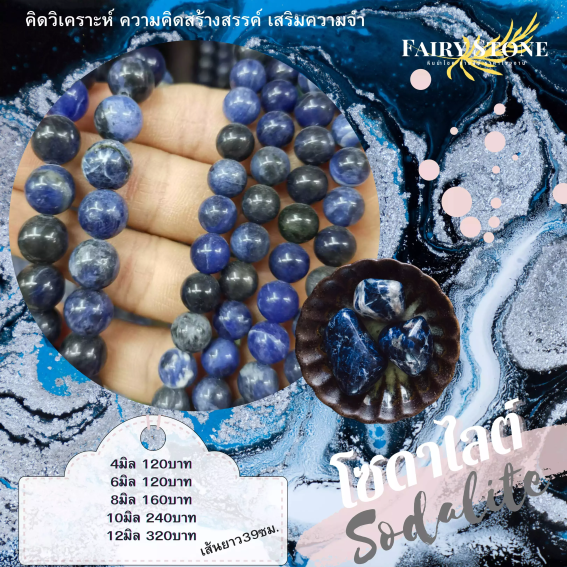 คิดวิเคราะห์ ความคิดสร้างสรรค์ เสริมความจำ
FAIRY STONE
4มิล 120บาท
6มิล 120บาท
8มิล 160บาท
10มิล 240บาท
12มิล 320บาท
เส้นยาว39ซม.
โซดาไลต์
Sodalite